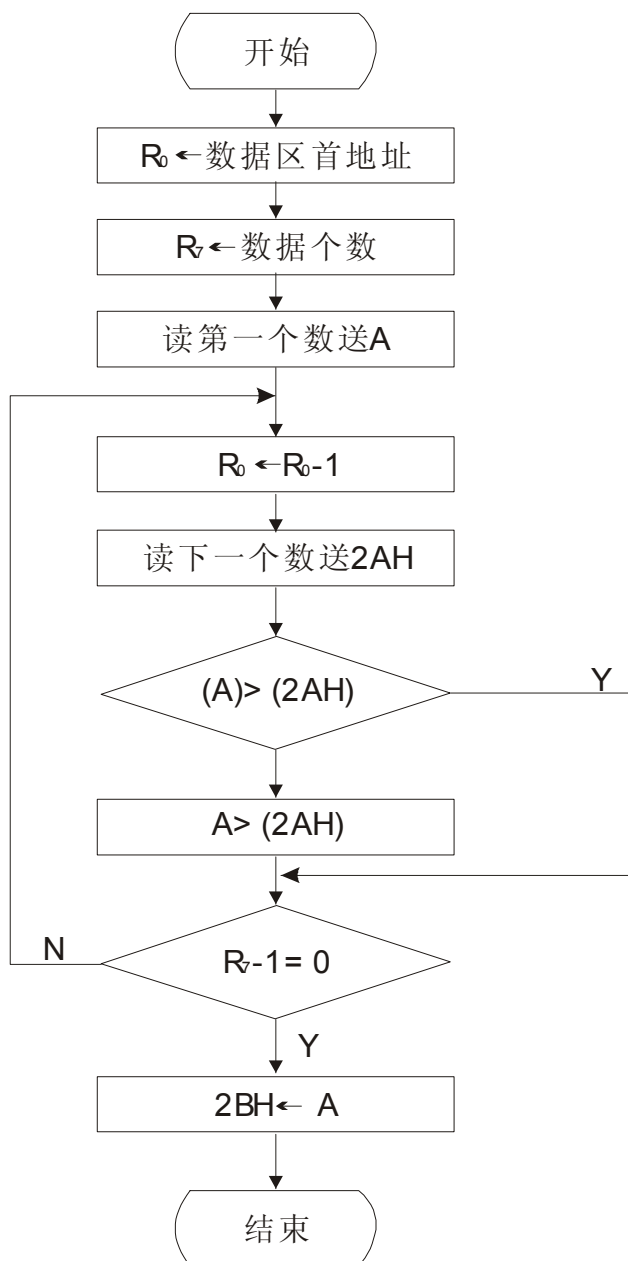 开始
R₀←数据区首地址
R₇←数据个数
读第一个数送A
R₀←R₀-1
读下一个数送2AH
(A)> (2AH)
Y
A> (2AH)
N
R₇-1= 0
Y
2BH← A
结束